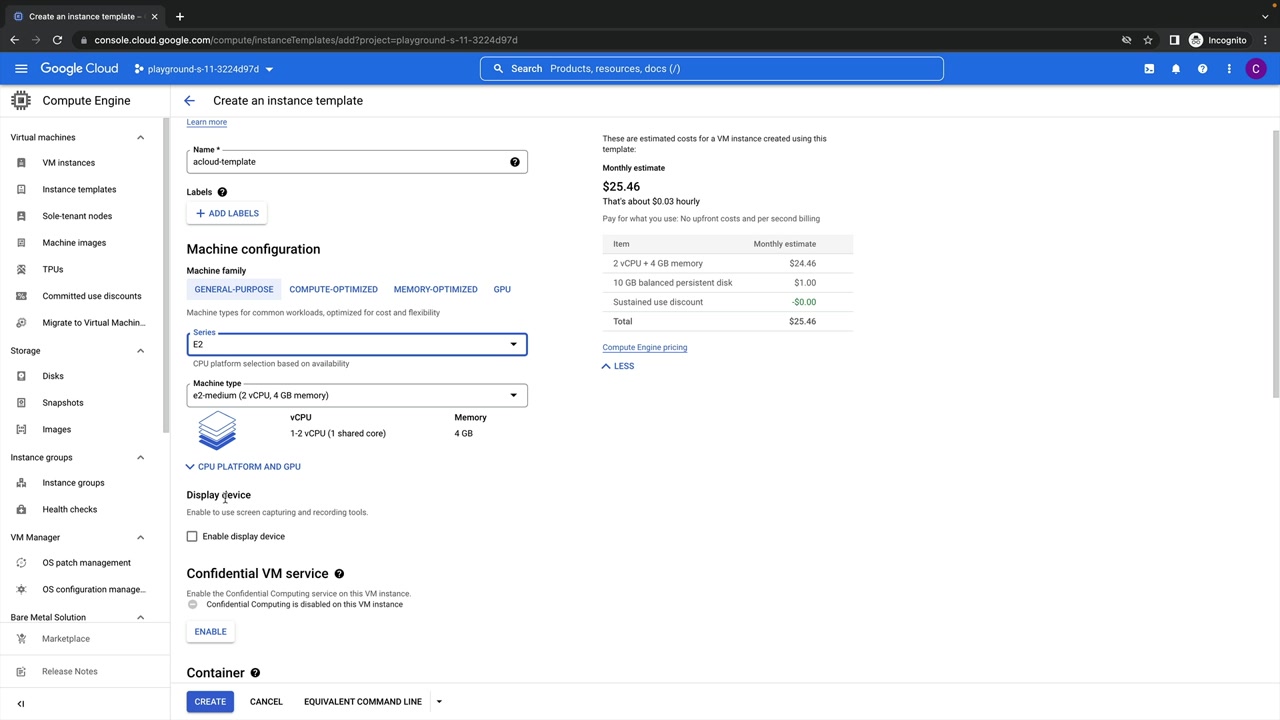 Create an instance template –
console.cloud.google.com/compute/instanceTemplates/add?project=playground-s-11-3224d97d
Incognito
Google Cloud
playground-s-11-3224d97d
Search Products, resources, docs (/)
C
Compute Engine
Create an instance template
Virtual machines
VM instances
Instance templates
Sole-tenant nodes
Machine images
TPUs
Committed use discounts
Migrate to Virtual Machin...
Storage
Disks
Snapshots
Images
Instance groups
Instance groups
Health checks
VM Manager
OS patch management
OS configuration manage...
Bare Metal Solution
Marketplace
Release Notes
Learn more
Name *
acloud-template
Labels
ADD LABELS
Machine configuration
Machine family
GENERAL-PURPOSE COMPUTE-OPTIMIZED MEMORY-OPTIMIZED GPU
Machine types for common workloads, optimized for cost and flexibility
Series
E2
CPU platform selection based on availability
Machine type
e2-medium (2 vCPU, 4 GB memory)
vCPU Memory
1-2 vCPU (1 shared core) 4 GB
CPU PLATFORM AND GPU
Display device
Enable to use screen capturing and recording tools.
Enable display device
Confidential VM service
Enable the Confidential Computing service on this VM instance.
Confidential Computing is disabled on this VM instance
ENABLE
Container
CREATE CANCEL EQUIVALENT COMMAND LINE
These are estimated costs for a VM instance created using this
template:
Monthly estimate
$25.46
That's about $0.03 hourly
Pay for what you use: No upfront costs and per second billing
Item Monthly estimate
2 vCPU + 4 GB memory $24.46
10 GB balanced persistent disk $1.00
Sustained use discount -$0.00
Total $25.46
Compute Engine pricing
LESS